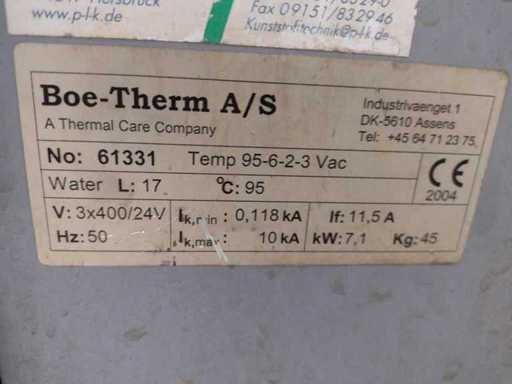 www.p-t-k.de
Fax 09151/832946
Kunststofftechnik@p-t-k.de
Boe-Therm A/S
A Thermal Care Company
Industrivaenget 1
DK-5610 Assens
Tel: +45 64 71 23 75
No: 61331 Temp 95-6-2-3 Vac
Water L: 17 °C: 95
CE
2004
V: 3x400/24V Ik,min : 0,118 kA If: 11,5 A
Hz: 50 Ik,max : 10 kA kW: 7,1 Kg: 45